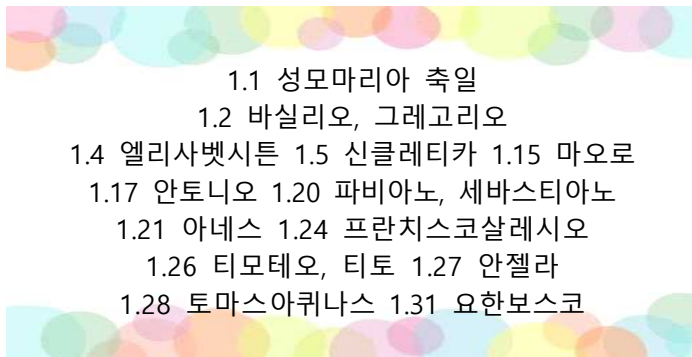 1.1 성모마리아 축일
1.2 바실리오, 그레고리오
1.4 엘리사벳시튼 1.5 신클레티카 1.15 마오로
1.17 안토니오 1.20 파비아노, 세바스티아노
1.21 아네스 1.24 프란치스코살레시오
1.26 티모테오, 티토 1.27 안젤라
1.28 토마스아퀴나스 1.31 요한보스코